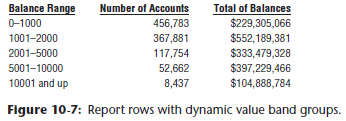 Balance Range Number of Accounts Total of Balances
0–1000 456,783 $229,305,066
1001–2000 367,881 $552,189,381
2001–5000 117,754 $333,479,328
5001–10000 52,662 $397,229,466
10001 and up 8,437 $104,888,784
Figure 10-7: Report rows with dynamic value band groups.